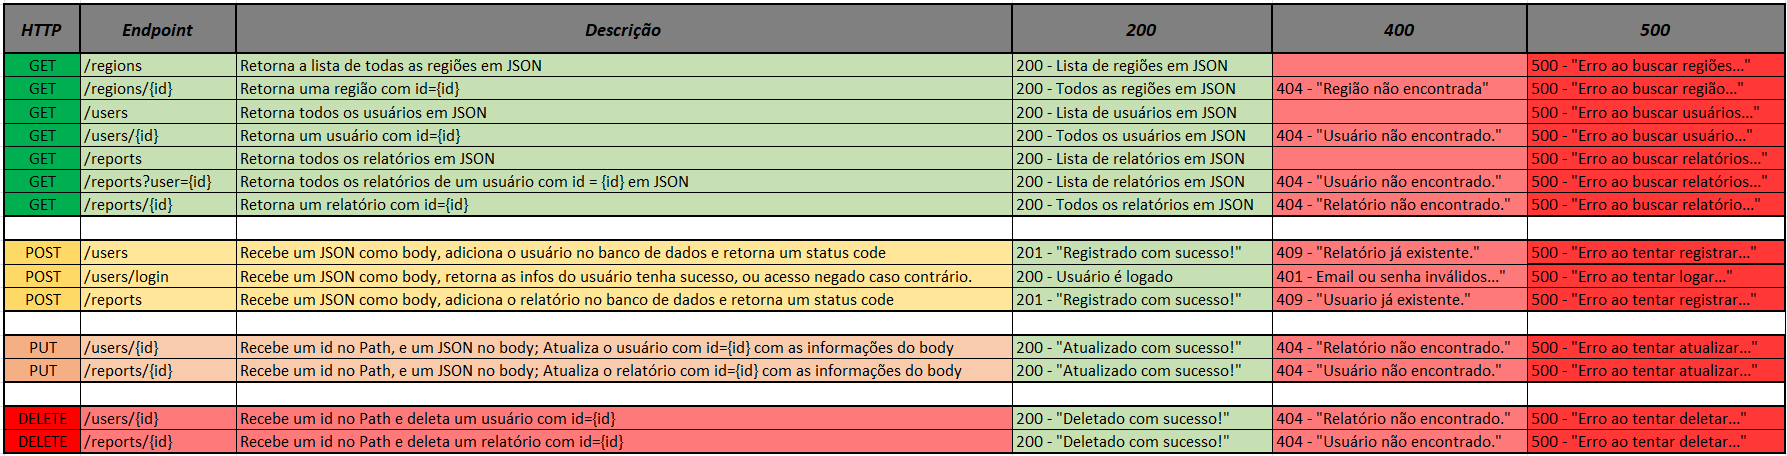 HTTP Endpoint Descrição 200 400 500
GET /regions Retorna a lista de todas as regiões em JSON 200 - Lista de regiões em JSON 500 - "Erro ao buscar regiões..."
GET /regions/{id} Retorna uma região com id={id} 200 - Todos as regiões em JSON 404 - "Região não encontrada" 500 - "Erro ao buscar região..."
GET /users Retorna todos os usuários em JSON 200 - Lista de usuários em JSON 500 - "Erro ao buscar usuários..."
GET /users/{id} Retorna um usuário com id={id} 200 - Todos os usuários em JSON 404 - "Usuário não encontrado." 500 - "Erro ao buscar usuário..."
GET /reports Retorna todos os relatórios em JSON 200 - Lista de relatórios em JSON 500 - "Erro ao buscar relatórios..."
GET /reports?user={id} Retorna todos os relatórios de um usuário com id = {id} em JSON 200 - Lista de relatórios em JSON 404 - "Usuário não encontrado." 500 - "Erro ao buscar relatórios..."
GET /reports/{id} Retorna um relatório com id={id} 200 - Todos os relatórios em JSON 404 - "Relatório não encontrado." 500 - "Erro ao buscar relatório..."
POST /users Recebe um JSON como body, adiciona o usuário no banco de dados e retorna um status code 201 - "Registrado com sucesso!" 409 - "Relatório já existente." 500 - "Erro ao tentar registrar..."
POST /users/login Recebe um JSON como body, retorna as infos do usuário tenha sucesso, ou acesso negado caso contrário. 200 - Usuário é logado 401 - Email ou senha inválidos..." 500 - "Erro ao tentar logar..."
POST /reports Recebe um JSON como body, adiciona o relatório no banco de dados e retorna um status code 201 - "Registrado com sucesso!" 409 - "Usuario já existente." 500 - "Erro ao tentar registrar..."
PUT /users/{id} Recebe um id no Path, e um JSON no body; Atualiza o usuário com id={id} com as informações do body 200 - "Atualizado com sucesso!" 404 - "Relatório não encontrado." 500 - "Erro ao tentar atualizar..."
PUT /reports/{id} Recebe um id no Path, e um JSON no body; Atualiza o relatório com id={id} com as informações do body 200 - "Atualizado com sucesso!" 404 - "Usuário não encontrado." 500 - "Erro ao tentar atualizar..."
DELETE /users/{id} Recebe um id no Path e deleta um usuário com id={id} 200 - "Deletado com sucesso!" 404 - "Relatório não encontrado." 500 - "Erro ao tentar deletar..."
DELETE /reports/{id} Recebe um id no Path e deleta um relatório com id={id} 200 - "Deletado com sucesso!" 404 - "Usuário não encontrado." 500 - "Erro ao tentar deletar..."